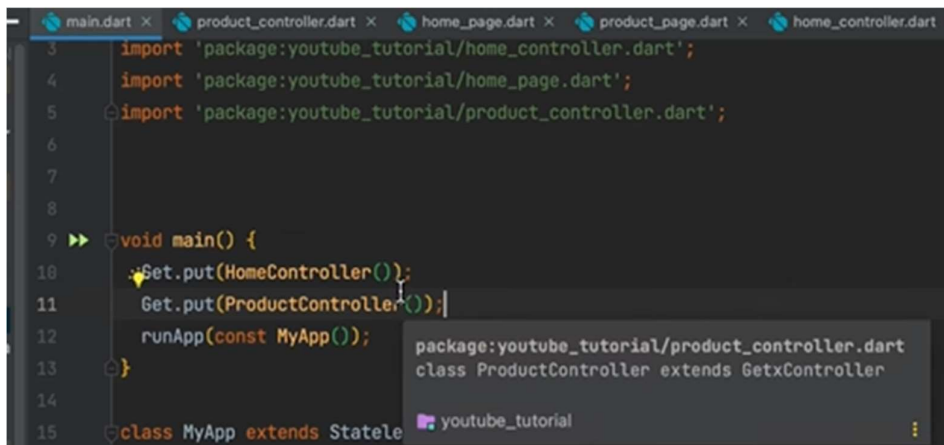 main.dart × product_controller.dart × home_page.dart × product_page.dart × home_controller.dart
3 import 'package:youtube_tutorial/home_controller.dart';
4 import 'package:youtube_tutorial/home_page.dart';
5 import 'package:youtube_tutorial/product_controller.dart';
6
7
8
9 void main() {
10 Get.put(HomeController());
11 Get.put(ProductController());
12 runApp(const MyApp());
13 }
14
15 class MyApp extends Statele
package:youtube_tutorial/product_controller.dart
class ProductController extends GetxController
youtube_tutorial